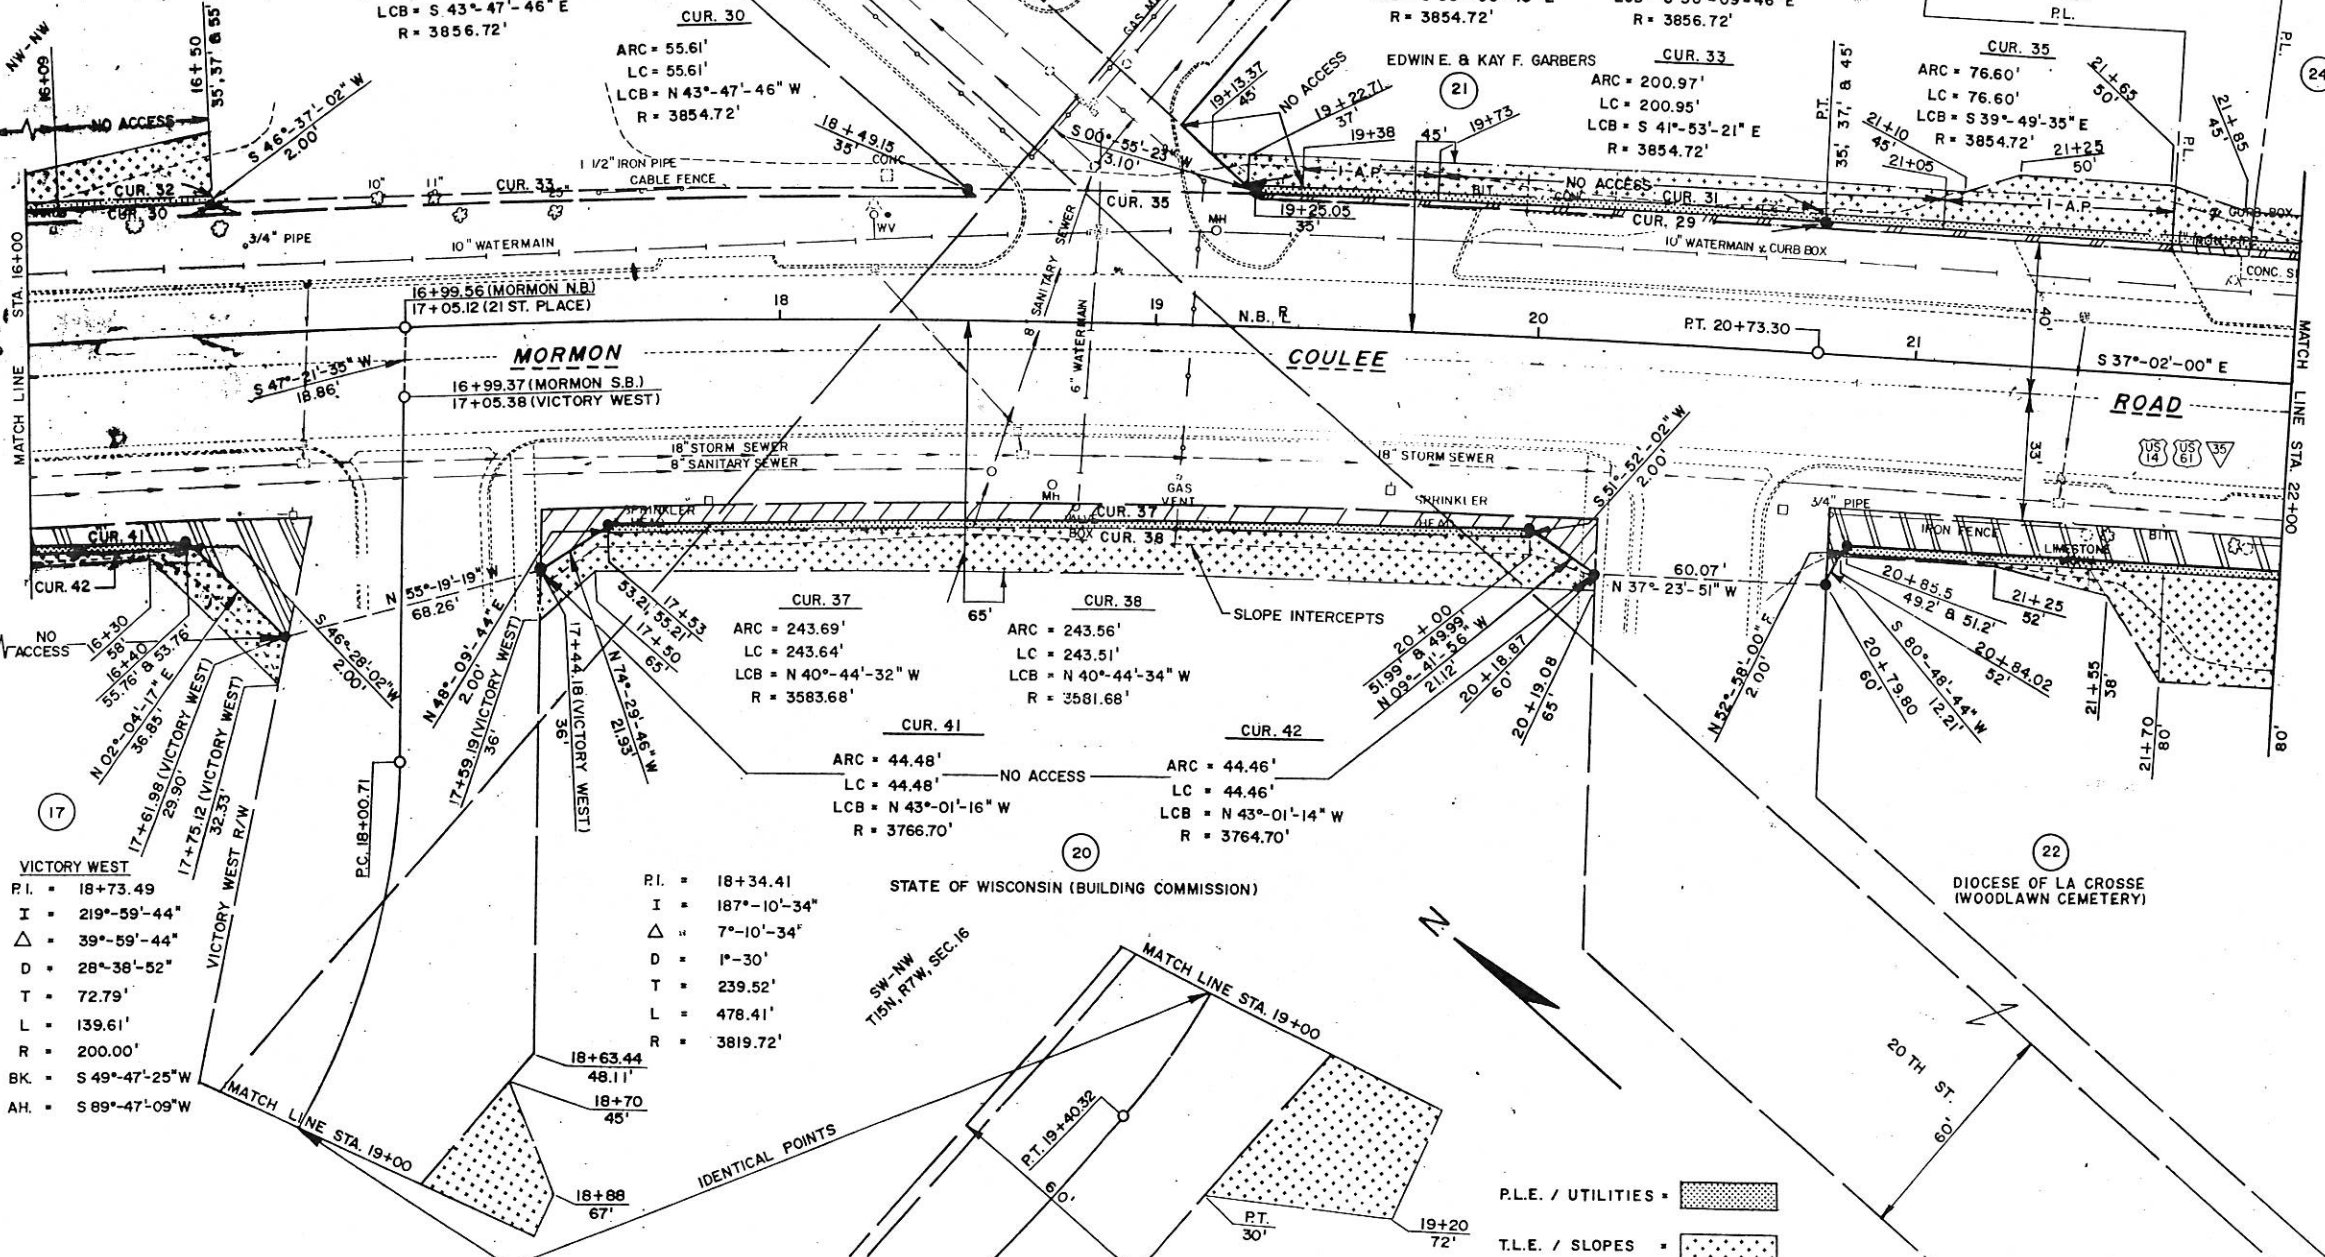 NW-NW
16+09
16+50
35', 37' & 55'
NO ACCESS
S 46°-37'-02" W
2.00'
LCB = S 43°-47'-46" E
R = 3856.72'
CUR. 30
ARC = 55.61'
LC = 55.61'
LCB = N 43°-47'-46" W
R = 3854.72'
18+49.15
35'
1 1/2" IRON PIPE
CABLE FENCE
CONC
10"
11"
25"
CUR. 32
CUR. 30
CUR. 33
3/4" PIPE
10" WATERMAIN
WV
S 00°-55'-23" W
3.10'
CUR. 35
MH
19+13.37
45'
NO ACCESS
19+22.71
37'
19+38
45'
19+73
R = 3854.72'
R = 3856.72'
EDWIN E. & KAY F. GARBERS
21
CUR. 33
ARC = 200.97'
LC = 200.95'
LCB = S 41°-53'-21" E
R = 3854.72'
P.T.
35', 37', & 45'
CUR. 35
ARC = 76.60'
LC = 76.60'
LCB = S 39°-49'-35" E
R = 3854.72'
P.L.
P.L.
P.L.
24
21+65
50'
21+85
45'
21+10
45'
21+05
21+25
50'
1-A.P.
BIT
NO ACCESS
CUR. 31
CUR. 29
1-A.P.
CURB BOX
IRON PIPE
CONC.
19+25.05
35'
10" WATERMAIN & CURB BOX
MATCH LINE STA. 16+00
16+99.56 (MORMON N.B.)
17+05.12 (21 ST. PLACE)
18
8" SANITARY SEWER
6" WATERMAIN
19
N.B., R
20
P.T. 20+73.30
21
40'
S 37°-02'-00" E
MATCH LINE STA. 22+00
S 47°-21'-35" W
18.86'
MORMON
COULEE
ROAD
16+99.37 (MORMON S.B.)
17+05.38 (VICTORY WEST)
33'
US
14
US
61
35
18" STORM SEWER
8" SANITARY SEWER
18" STORM SEWER
S 51°-52'-02" W
2.00'
SPRINKLER
HEAD
MH
GAS
VENT
SPRINKLER
HEAD
CUR. 37
BOX
CUR. 38
3/4" PIPE
IRON FENCE
BIT
LIMESTONE
CUR. 41
CUR. 42
N 55°-19'-19" W
68.26'
60.07'
N 37°-23'-51" W
NO
ACCESS
16+30
58'
16+40
55.76' & 53.76'
N 02°-04'-17" E
36.85'
17+61.98 (VICTORY WEST)
29.90'
17+75.12 (VICTORY WEST)
32.33'
S 46°-28'-02" W
2.00'
N 48°-09'-44" E
2.00'
17+59.19 (VICTORY WEST)
36'
17+44.18 (VICTORY WEST)
36'
N 74°-29'-46" W
21.93'
17+53
53.21', 55.21'
17+50
65'
65'
SLOPE INTERCEPTS
CUR. 37
ARC = 243.69'
LC = 243.64'
LCB = N 40°-44'-32" W
R = 3583.68'
CUR. 38
ARC = 243.56'
LC = 243.51'
LCB = N 40°-44'-34" W
R = 3581.68'
20+00
51.99' & 49.99'
N 09°-41'-56" W
21.12'
20+18.87
60'
20+19.08
65'
N 52°-58'-00" E
2.00'
20+85.5
49.2' & 51.2'
20+84.02
52'
S 80°-48'-44" W
12.21'
20+79.80
60'
21+25
52'
21+55
38'
21+70
80'
80'
CUR. 41
ARC = 44.48'
LC = 44.48'
LCB = N 43°-01'-16" W
R = 3766.70'
NO ACCESS
CUR. 42
ARC = 44.46'
LC = 44.46'
LCB = N 43°-01'-14" W
R = 3764.70'
17
P.C. 18+00.71
VICTORY WEST R/W
VICTORY WEST
P.I. = 18+73.49
I = 219°-59'-44"
△ = 39°-59'-44"
D = 28°-38'-52"
T = 72.79'
L = 139.61'
R = 200.00'
BK. = S 49°-47'-25" W
AH. = S 89°-47'-09" W
P.I. = 18+34.41
I = 187°-10'-34"
△ = 7°-10'-34"
D = 1°-30'
T = 239.52'
L = 478.41'
R = 3819.72'
20
STATE OF WISCONSIN (BUILDING COMMISSION)
SW-NW
T15N, R7W, SEC. 16
22
DIOCESE OF LA CROSSE
(WOODLAWN CEMETERY)
N
MATCH LINE STA. 19+00
18+63.44
48.11'
18+70
45'
18+88
67'
IDENTICAL POINTS
MATCH LINE STA. 19+00
P.T. 19+40.32
60'
P.T.
30'
19+20
72'
20 TH ST.
60'
P.L.E. / UTILITIES =
T.L.E. / SLOPES =